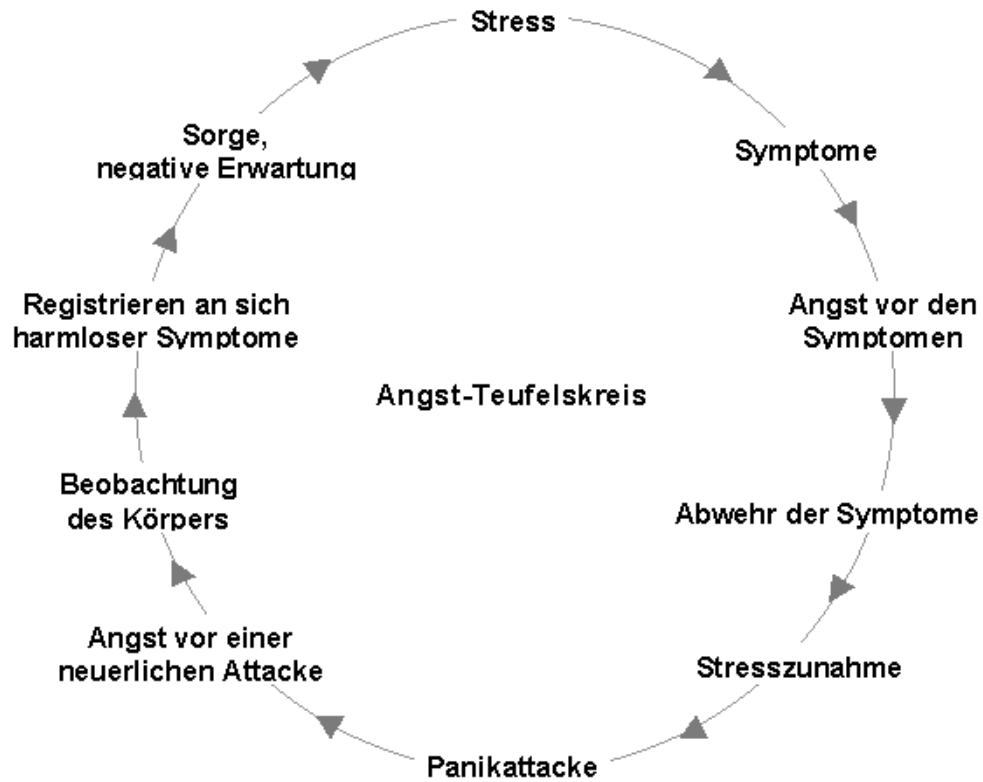 Stress
Symptome
Angst vor den
Symptomen
Abwehr der Symptome
Stresszunahme
Panikattacke
Angst vor einer
neuerlichen Attacke
Beobachtung
des Körpers
Registrieren an sich
harmloser Symptome
Sorge,
negative Erwartung
Angst-Teufelskreis